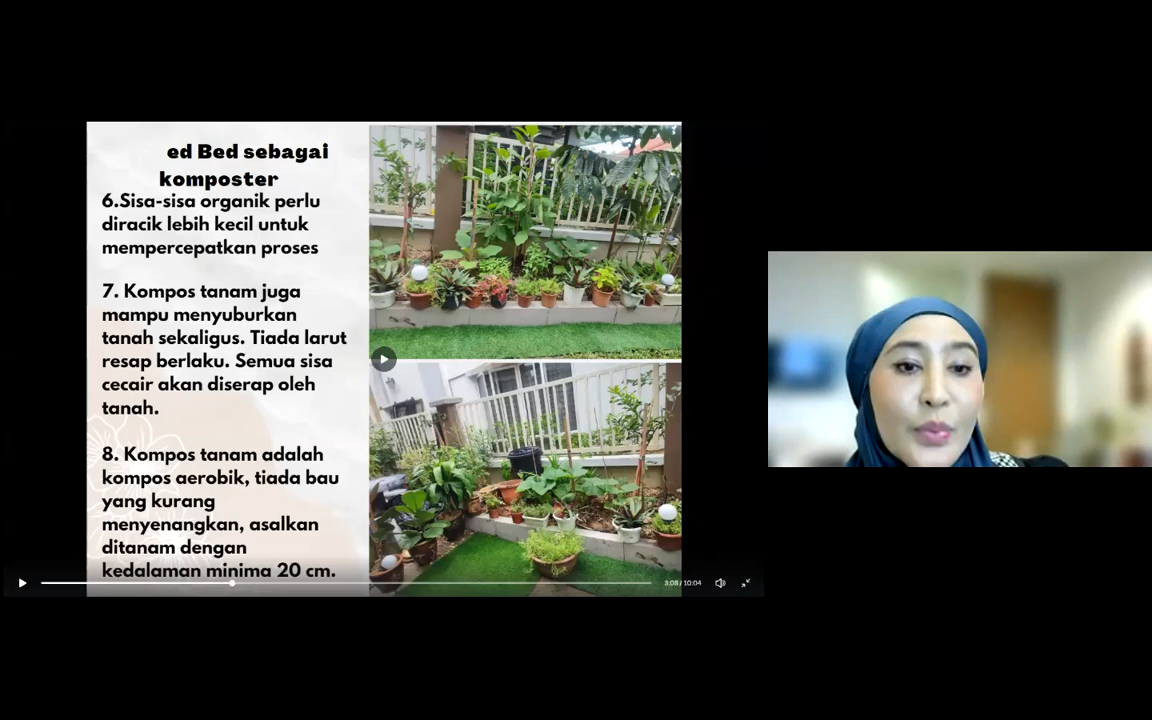 ed Bed sebagai
komposter
6.Sisa-sisa organik perlu
diracik lebih kecil untuk
mempercepatkan proses
7. Kompos tanam juga
mampu menyuburkan
tanah sekaligus. Tiada larut
resap berlaku. Semua sisa
cecair akan diserap oleh
tanah.
8. Kompos tanam adalah
kompos aerobik, tiada bau
yang kurang
menyenangkan, asalkan
ditanam dengan
kedalaman minima 20 cm.
3:08 / 10:04